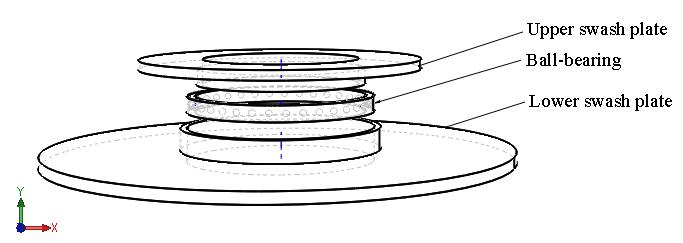 Upper swash plate
Ball-bearing
Lower swash plate
Y
X